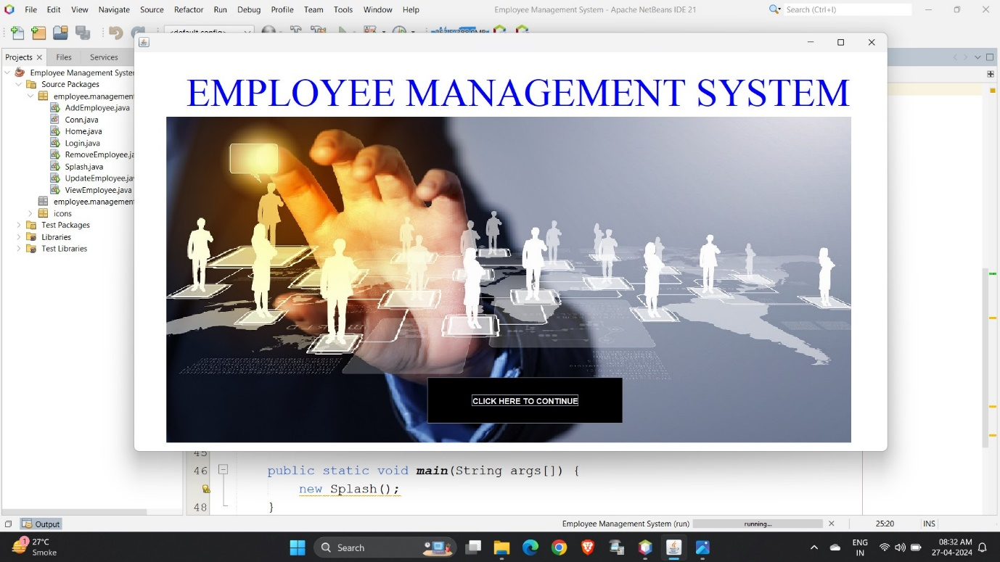 File Edit View Navigate Source Refactor Run Debug Profile Team Tools Window Help
Employee Management System - Apache NetBeans IDE 21
Search (Ctrl+I)
<default config>
Projects Files Services
EMPLOYEE MANAGEMENT SYSTEM
Employee Management Syste
Source Packages
employee.management
AddEmployee.java
Conn.java
Home.java
Login.java
RemoveEmployee.ja
Splash.java
UpdateEmployee.jav
ViewEmployee.java
employee.management
icons
Test Packages
Libraries
Test Libraries
CLICK HERE TO CONTINUE
45
46 public static void main(String args[]) {
new Splash();
48 }
Output
Employee Management System (run) running... 25:20 INS
1 27°C
Smoke
Search
ENG
IN
08:32 AM
27-04-2024